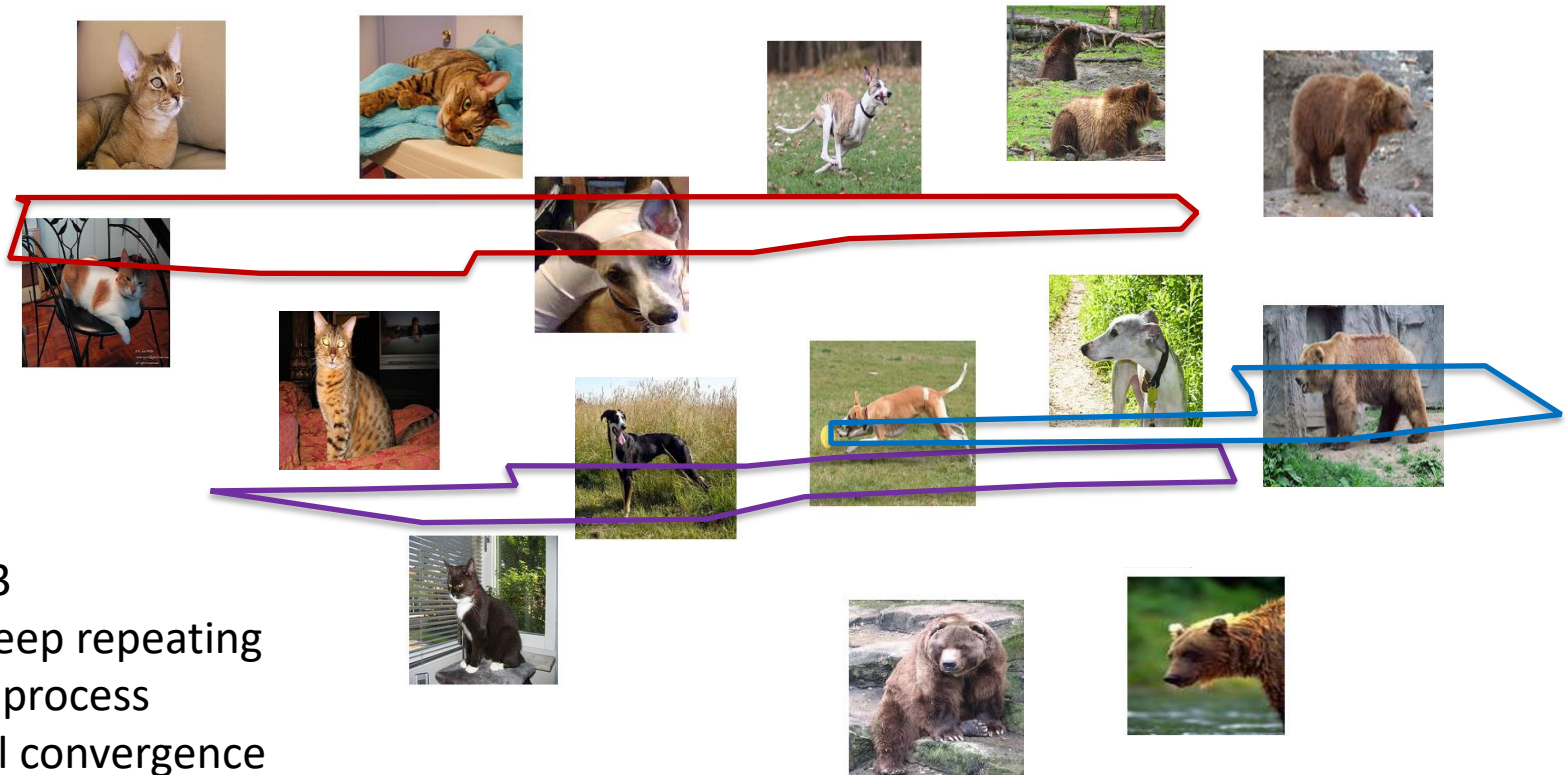 3
eep repeating
process
l convergence